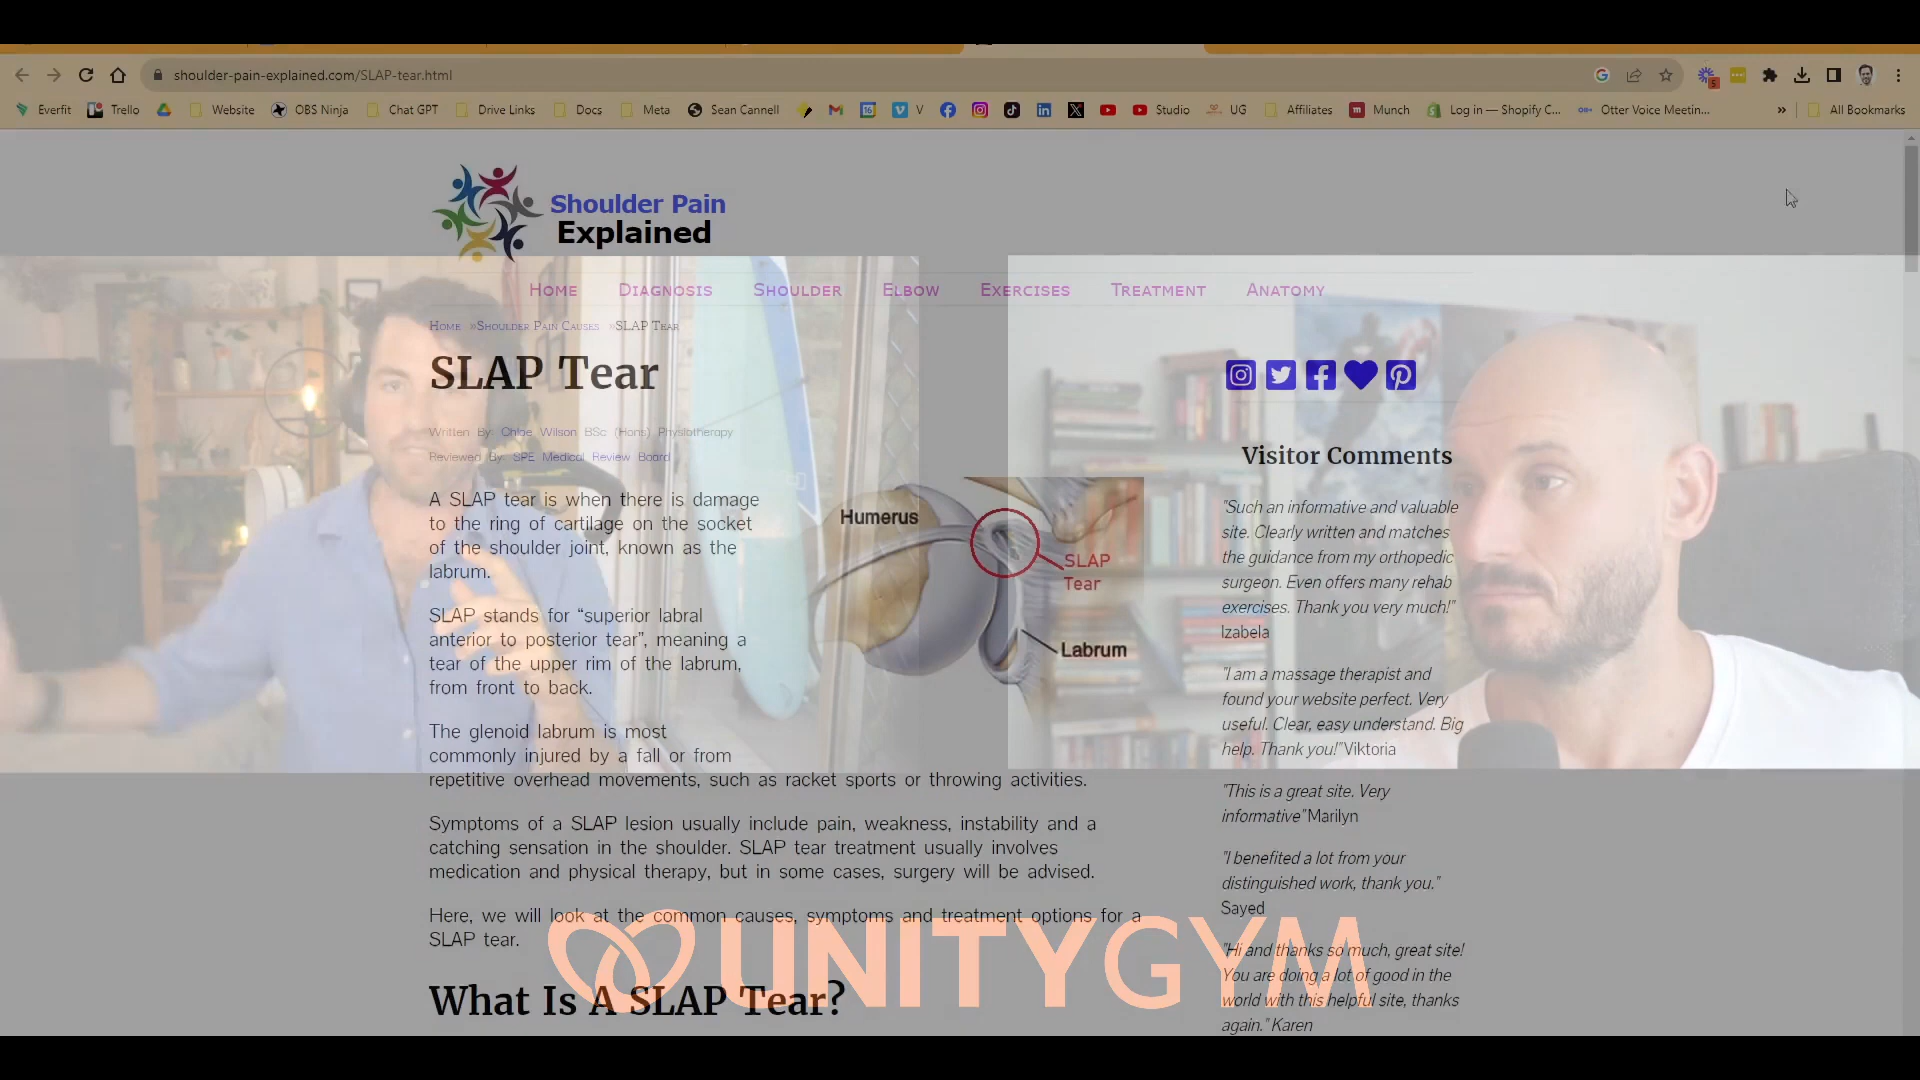 shoulder-pain-explained.com/SLAP-tear.html
Everfit Trello Website OBS Ninja Chat GPT Drive Links Docs Meta Sean Cannell V Studio UG Affiliates Munch Log in — Shopify C... Otter Voice Meetin... » All Bookmarks
Shoulder Pain
Explained
Home Diagnosis Shoulder Elbow Exercises Treatment Anatomy
Home »Shoulder Pain Causes »SLAP Tear
SLAP Tear
Written By: Chloe Wilson BSc (Hons) Physiotherapy
Reviewed By: SPE Medical Review Board
A SLAP tear is when there is damage
to the ring of cartilage on the socket
of the shoulder joint, known as the
labrum.
SLAP stands for “superior labral
anterior to posterior tear”, meaning a
tear of the upper rim of the labrum,
from front to back.
The glenoid labrum is most
commonly injured by a fall or from
repetitive overhead movements, such as racket sports or throwing activities.
Symptoms of a SLAP lesion usually include pain, weakness, instability and a
catching sensation in the shoulder. SLAP tear treatment usually involves
medication and physical therapy, but in some cases, surgery will be advised.
Here, we will look at the common causes, symptoms and treatment options for a
SLAP tear.
What Is A SLAP Tear?
Humerus
SLAP
Tear
Labrum
Visitor Comments
"Such an informative and valuable
site. Clearly written and matches
the guidance from my orthopedic
surgeon. Even offers many rehab
exercises. Thank you very much!"
Izabela
"I am a massage therapist and
found your website perfect. Very
useful. Clear, easy understand. Big
help. Thank you!" Viktoria
"This is a great site. Very
informative" Marilyn
"I benefited a lot from your
distinguished work, thank you."
Sayed
"Hi and thanks so much, great site!
You are doing a lot of good in the
world with this helpful site, thanks
again." Karen
UNITYGYM